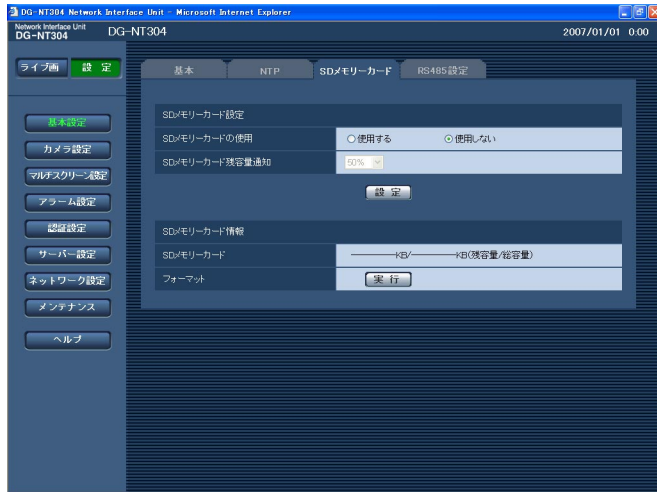 DG-NT304 Network Interface Unit - Microsoft Internet Explorer
Network Interface Unit
DG-NT304
DG-NT304
2007/01/01 0:00
ライブ画 設 定
基本 NTP SDメモリーカード RS485設定
基本設定
カメラ設定
マルチスクリーン設定
アラーム設定
認証設定
サーバー設定
ネットワーク設定
メンテナンス
ヘルプ
SDメモリーカード設定
SDメモリーカードの使用 使用する 使用しない
SDメモリーカード残容量通知 50%
設 定
SDメモリーカード情報
SDメモリーカード ――――KB/――――KB(残容量/総容量)
フォーマット 実 行